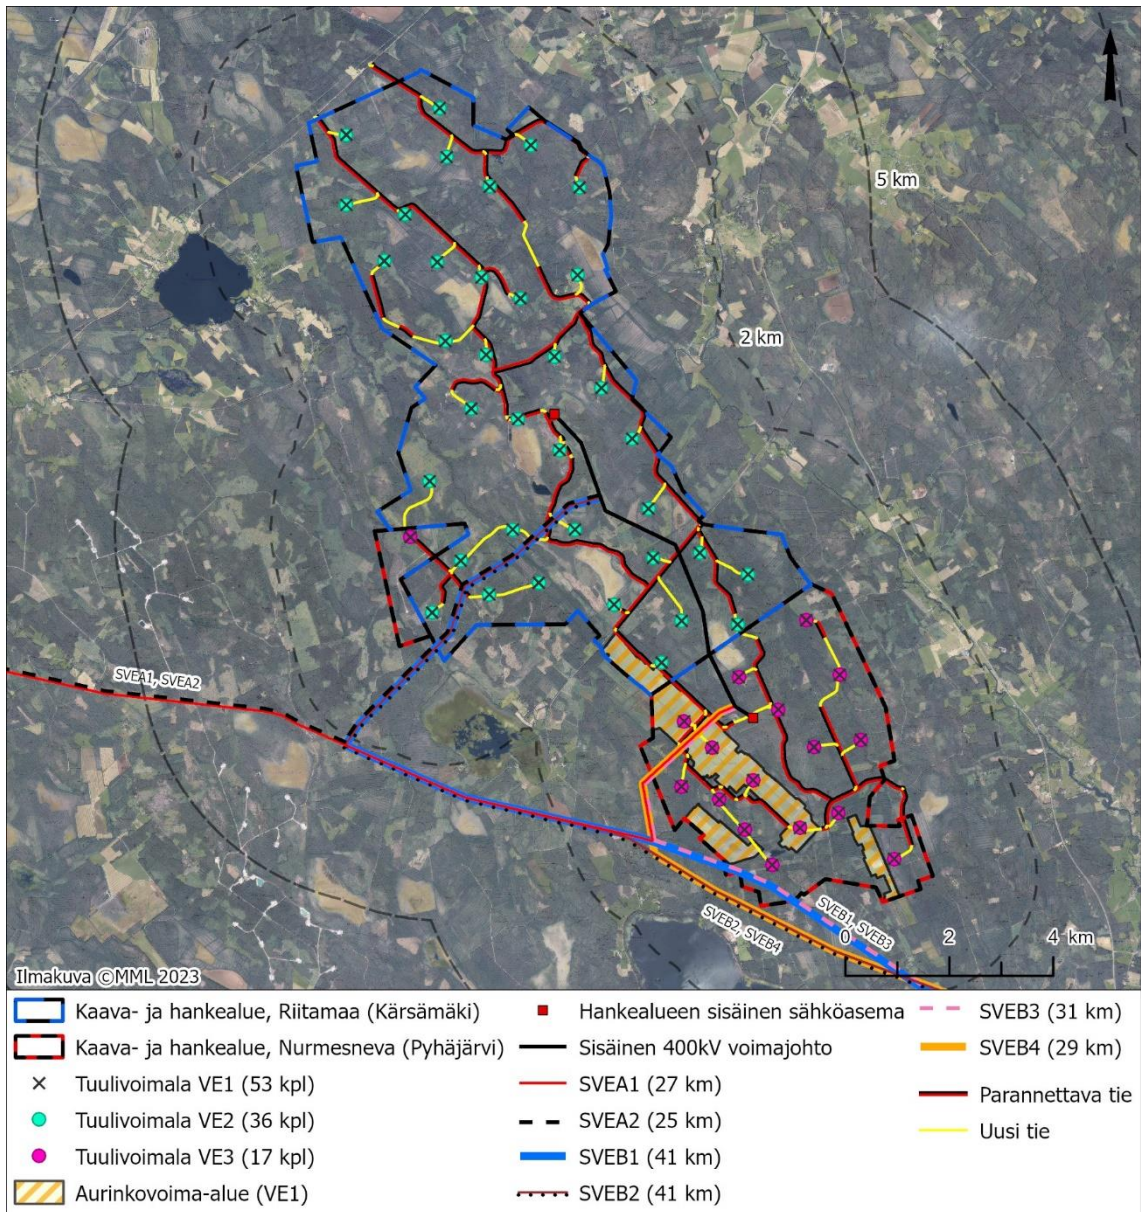 5 km
2 km
SVEA1, SVEA2
SVEB1, SVEB3
SVEB2, SVEB4
0 2 4 km
Ilmakuva ©MML 2023
Kaava- ja hankealue, Riitamaa (Kärsämäki)
Kaava- ja hankealue, Nurmesneva (Pyhäjärvi)
Tuulivoimala VE1 (53 kpl)
Tuulivoimala VE2 (36 kpl)
Tuulivoimala VE3 (17 kpl)
Aurinkovoima-alue (VE1)
Hankealueen sisäinen sähköasema
Sisäinen 400kV voimajohto
SVEA1 (27 km)
SVEA2 (25 km)
SVEB1 (41 km)
SVEB2 (41 km)
SVEB3 (31 km)
SVEB4 (29 km)
Parannettava tie
Uusi tie